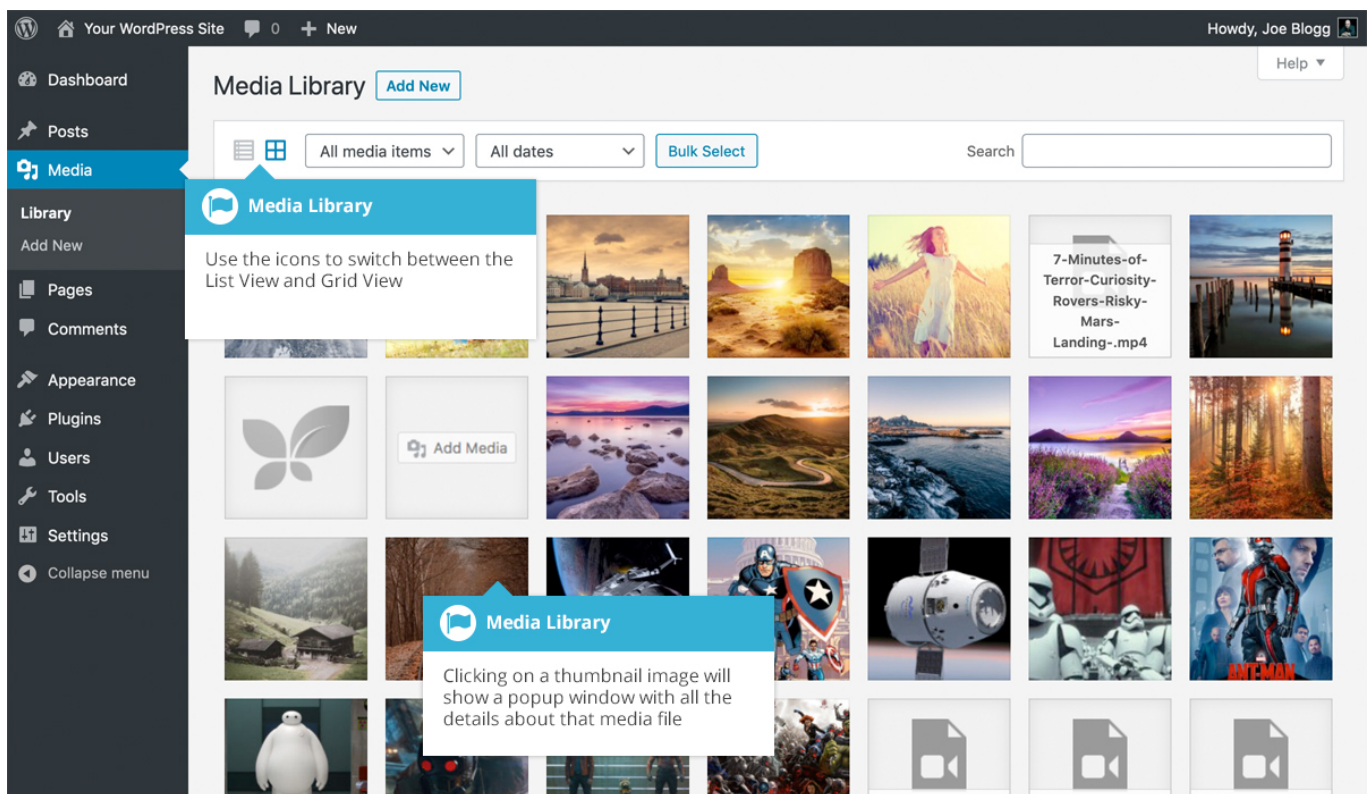 Your WordPress Site 0 New Howdy, Joe Blogg
Help
Dashboard
Posts
Media
Library
Add New
Pages
Comments
Appearance
Plugins
Users
Tools
Settings
Collapse menu
Media Library Add New
All media items All dates Bulk Select Search
Media Library
Use the icons to switch between the
List View and Grid View
7-Minutes-of-
Terror-Curiosity-
Rovers-Risky-
Mars-
Landing-.mp4
Add Media
ANT-MAN
Media Library
Clicking on a thumbnail image will
show a popup window with all the
details about that media file